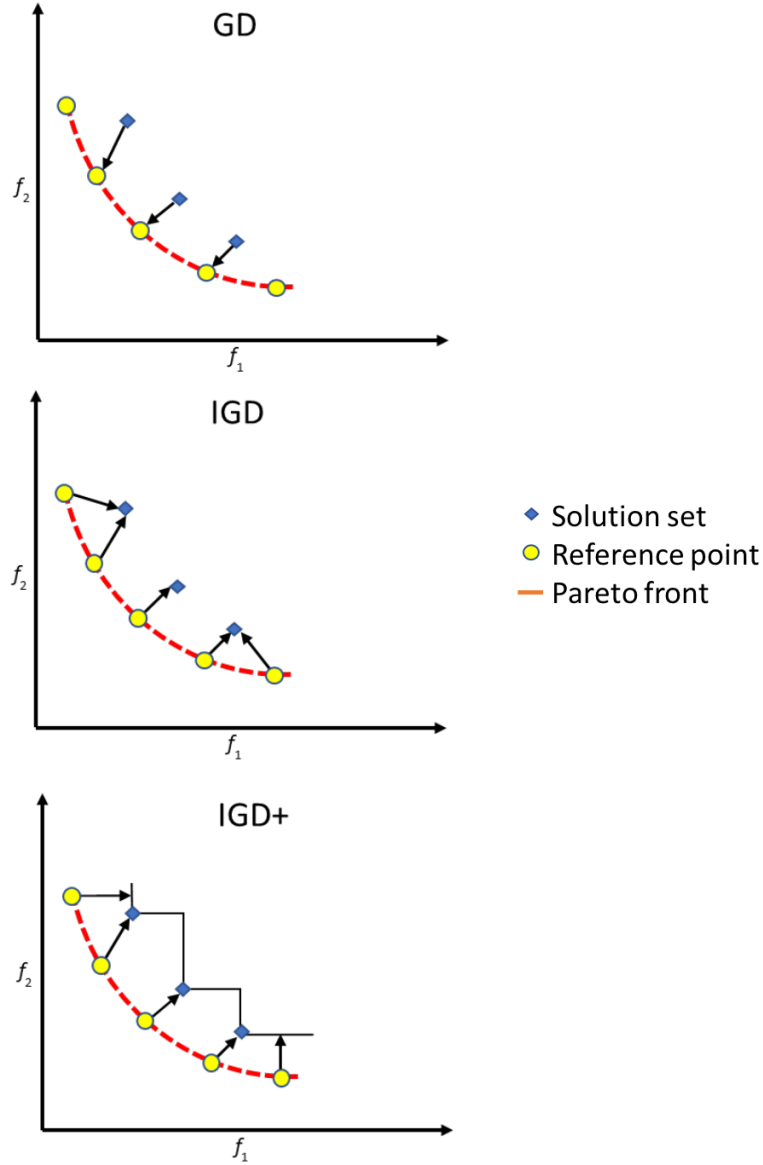 GD
f2
f1
IGD
f2
f1
Solution set
Reference point
Pareto front
IGD+
f2
f1